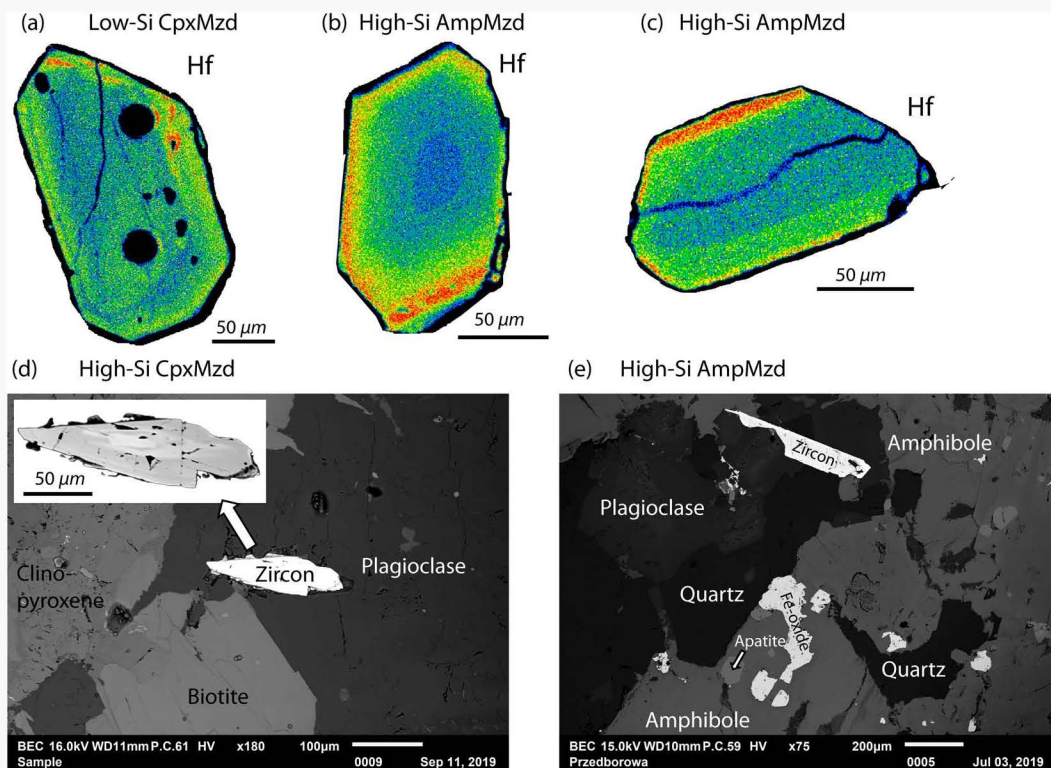 (a) Low-Si CpxMzd
Hf
50 µm
(b) High-Si AmpMzd
Hf
50 µm
(c) High-Si AmpMzd
Hf
50 µm
(d) High-Si CpxMzd
50 µm
Clino-
pyroxene
Zircon
Plagioclase
Biotite
BEC 16.0kV WD11mm P.C.61 HV x180 100µm
Sample 0009 Sep 11, 2019
(e) High-Si AmpMzd
Zircon
Amphibole
Plagioclase
Quartz
Fe-oxide
Apatite
Quartz
Amphibole
BEC 15.0kV WD10mm P.C.59 HV x75 200µm
Przedborowa 0005 Jul 03, 2019